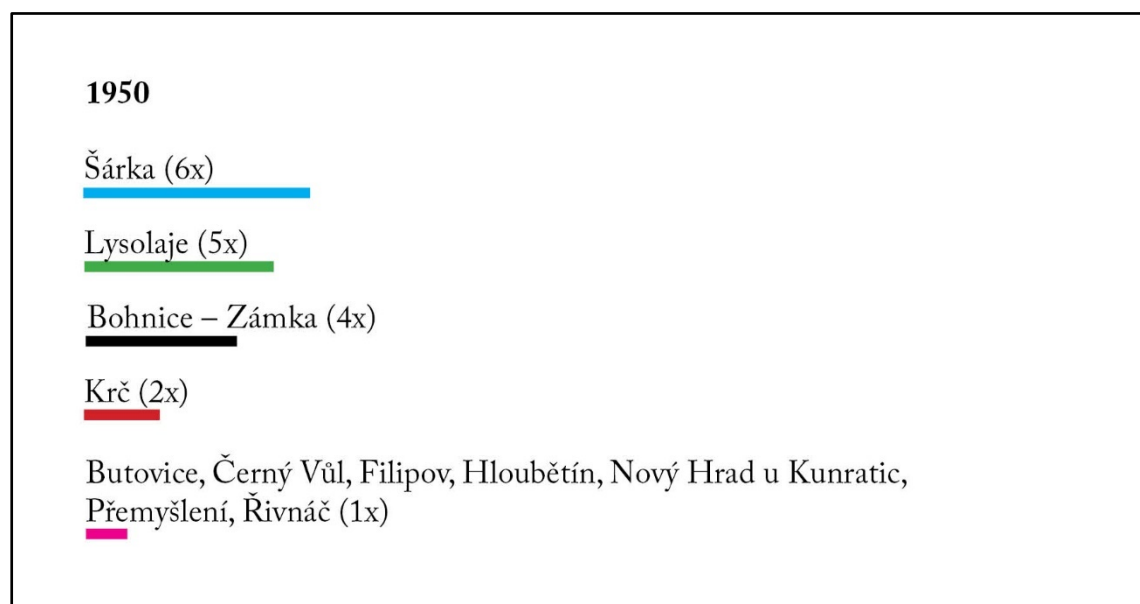 1950
Šárka (6x)
Lysolaje (5x)
Bohnice – Zámka (4x)
Krč (2x)
Butovice, Černý Vůl, Filipov, Hloubětín, Nový Hrad u Kunratic,
Přemyšlení, Řivnáč (1x)